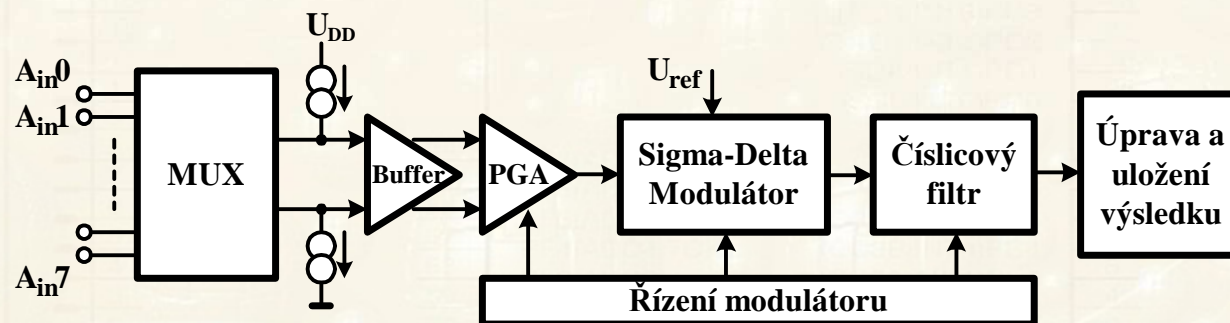 U_DD
A_in0
A_in1
A_in7
MUX
Buffer
PGA
U_ref
Sigma-Delta
Modulátor
Číslicový
filtr
Úprava a
uložení
výsledku
Řízení modulátoru